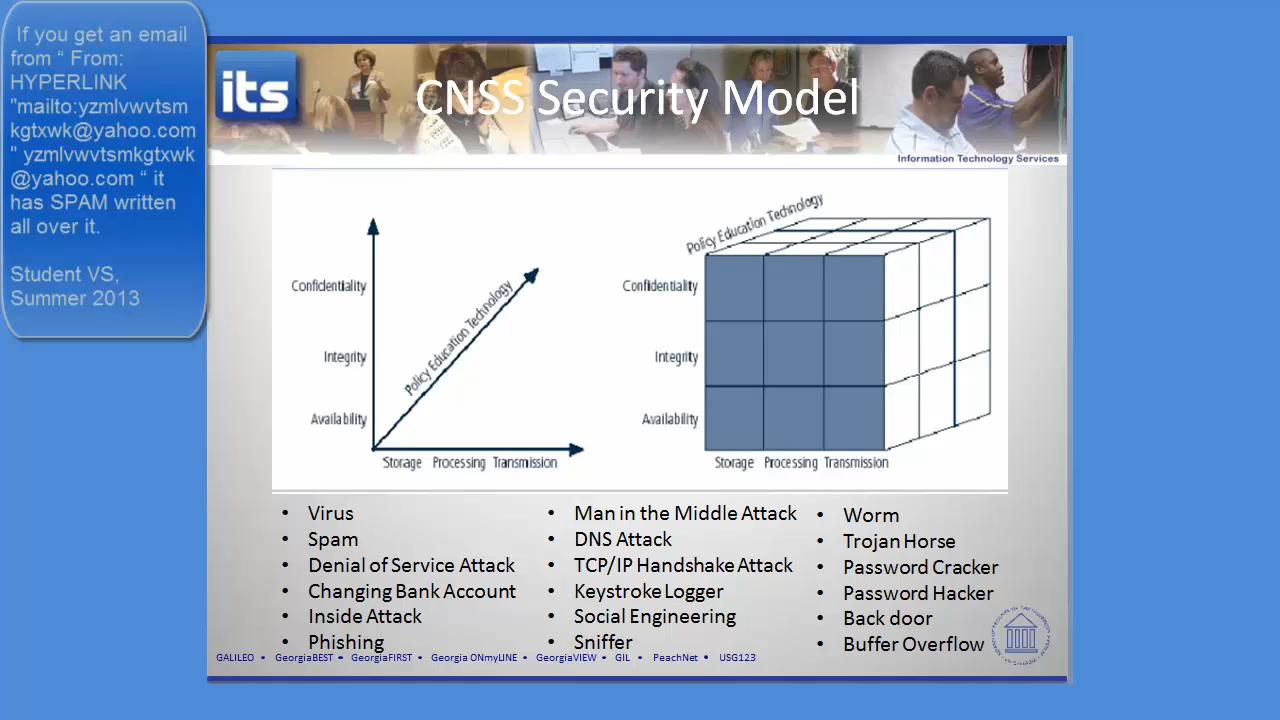 If you get an email
from “ From:
HYPERLINK
"mailto:yzmlvwvtsm
kgtxwk@yahoo.com
" yzmlvwvtsmkgtxwk
@yahoo.com “ it
has SPAM written
all over it.
Student VS,
Summer 2013
its
CNSS Security Model
Information Technology Services
Confidentiality
Integrity
Availability
Policy Education Technology
Storage Processing Transmission
Policy Education Technology
Confidentiality
Integrity
Availability
Storage Processing Transmission
• Virus
• Spam
• Denial of Service Attack
• Changing Bank Account
• Inside Attack
• Phishing
• Man in the Middle Attack
• DNS Attack
• TCP/IP Handshake Attack
• Keystroke Logger
• Social Engineering
• Sniffer
• Worm
• Trojan Horse
• Password Cracker
• Password Hacker
• Back door
• Buffer Overflow
GALILEO • GeorgiaBEST • GeorgiaFIRST • Georgia ONmyLINE • GeorgiaVIEW • GIL • PeachNet • USG123